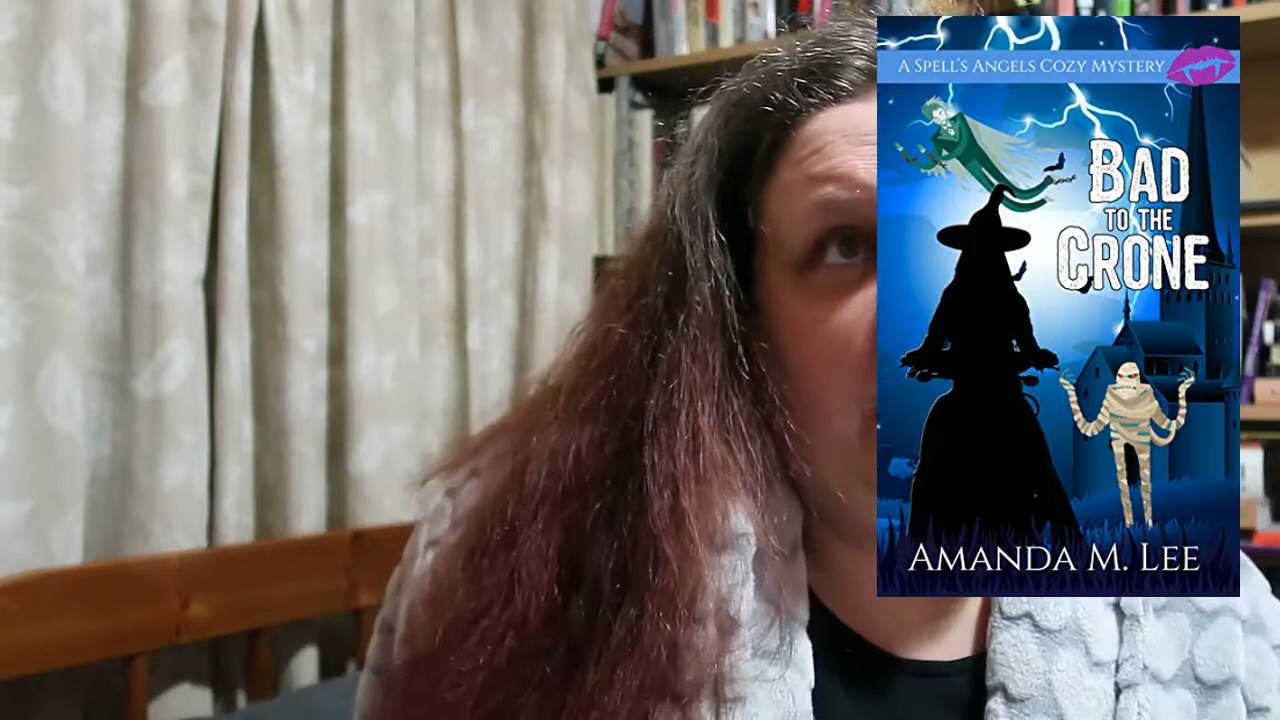 A Spell's Angels Cozy Mystery
Bad
to the
Crone
Amanda M. Lee